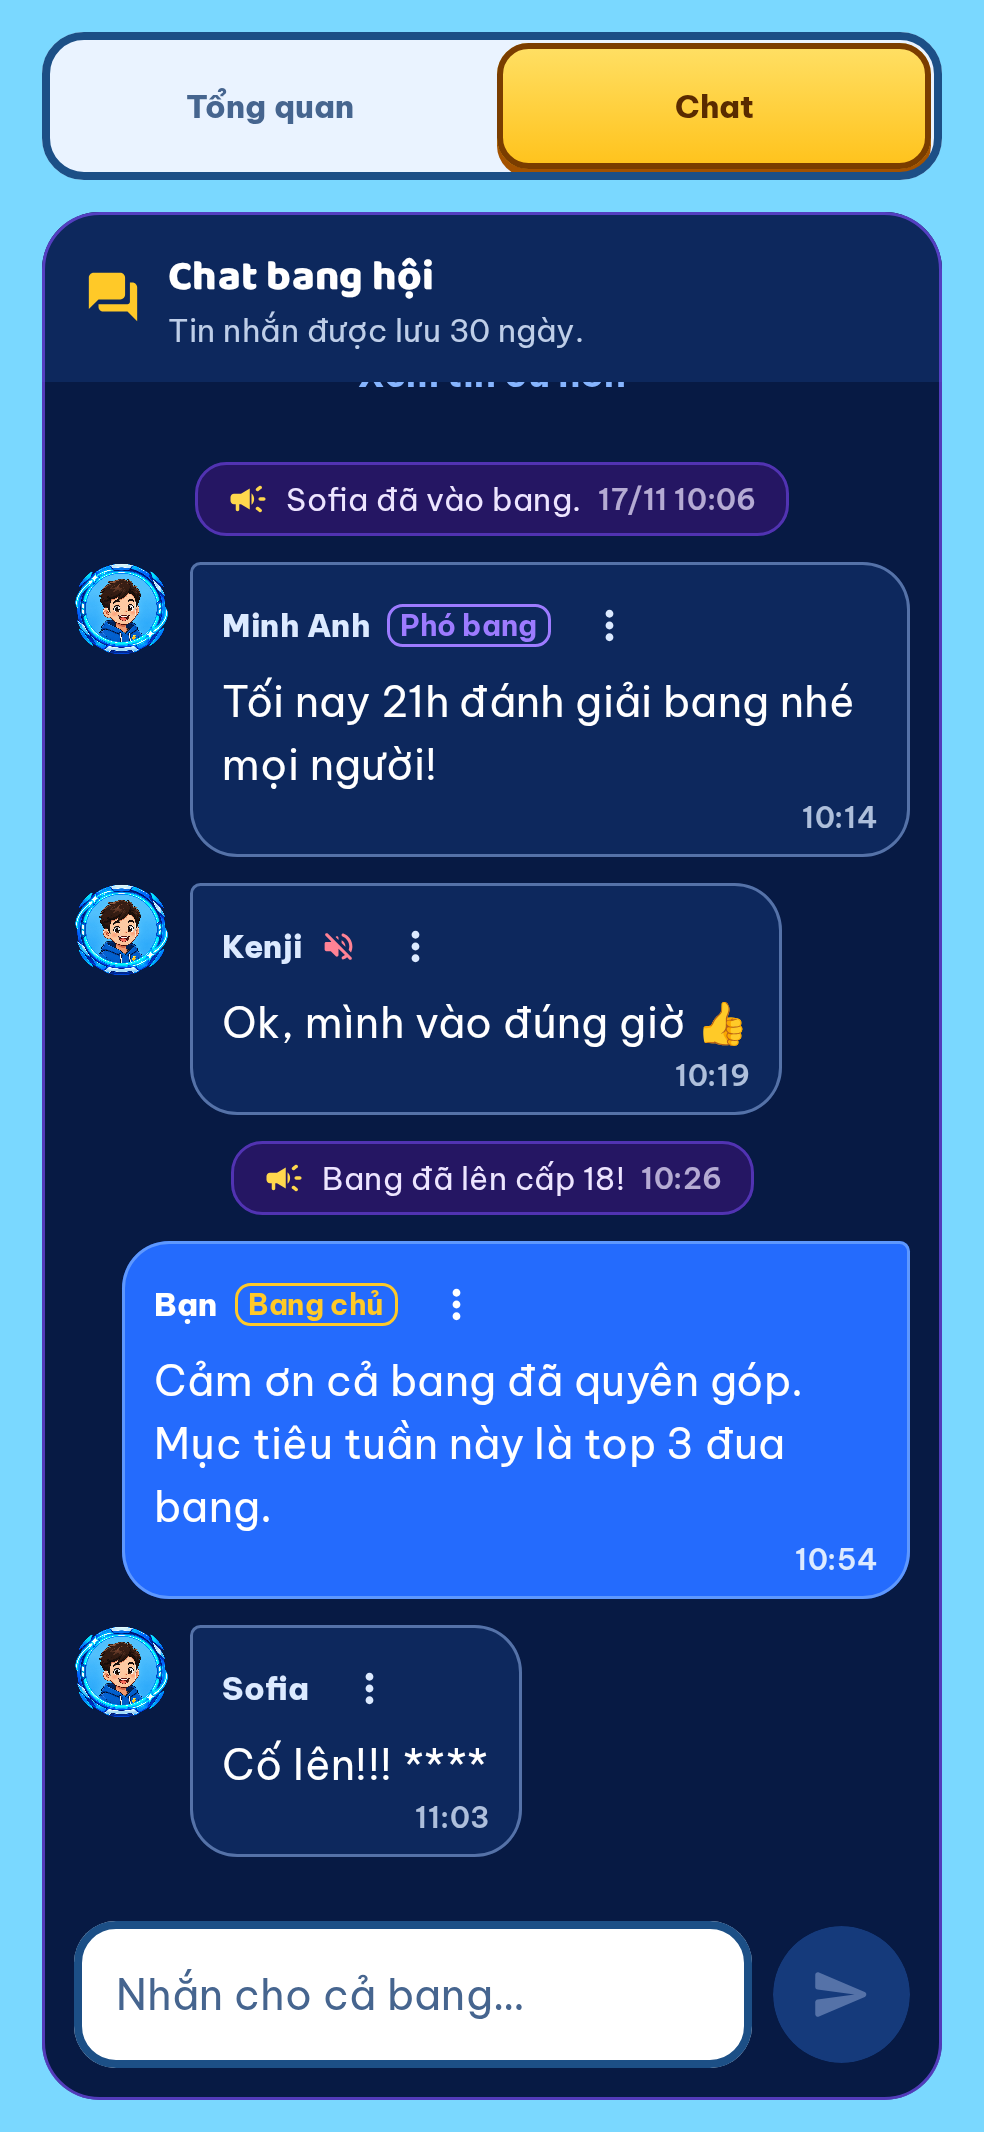 Tổng quan
Chat
Chat bang hội
Tin nhắn được lưu 30 ngày.
Sofia đã vào bang. 17/11 10:06
Minh Anh Phó bang
Tối nay 21h đánh giải bang nhé
mọi người!
10:14
Kenji
Ok, mình vào đúng giờ 👍
10:19
Bang đã lên cấp 18! 10:26
Bạn Bang chủ
Cảm ơn cả bang đã quyên góp.
Mục tiêu tuần này là top 3 đua
bang.
10:54
Sofia
Cố lên!!! ****
11:03
Nhắn cho cả bang...